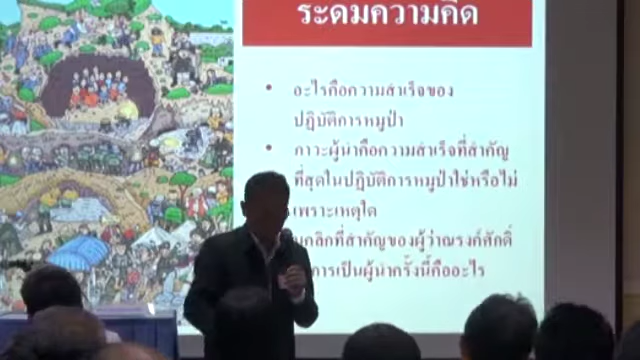 ระดมความคิด
• อะไรคือความสำเร็จของ
ปฏิบัติการหมูป่า
• ภาวะผู้นำคือความสำเร็จที่สำคัญ
ที่สุดในปฏิบัติการหมูป่าใช่หรือไม่
เพราะเหตุใด
ที่สำคัญของผู้ว่าณรงค์ศักดิ์
การเป็นผู้นำครั้งนี้คืออะไร